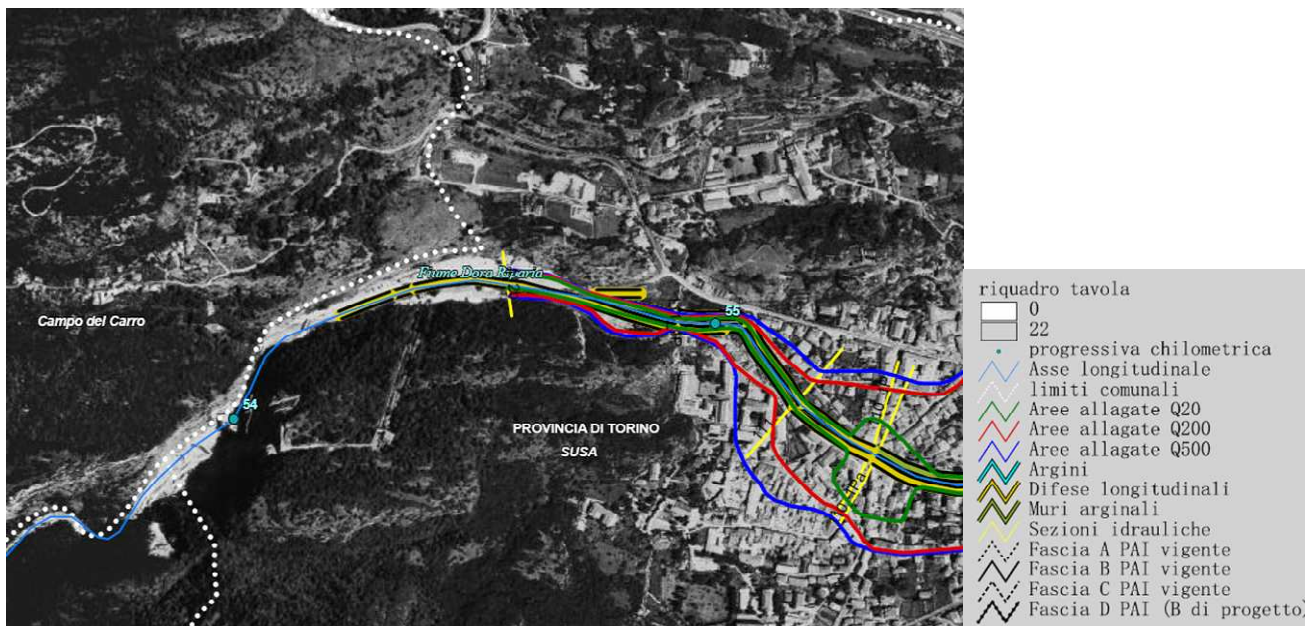 Fiume Dora Riparia
55
Campo del Carro
54
PROVINCIA DI TORINO
SUSA
riquadro tavola
0
22
progressiva chilometrica
Asse longitudinale
limiti comunali
Aree allagate Q20
Aree allagate Q200
Aree allagate Q500
Argini
Difese longitudinali
Muri arginali
Sezioni idrauliche
Fascia A PAI vigente
Fascia B PAI vigente
Fascia C PAI vigente
Fascia D PAI (B di progetto)